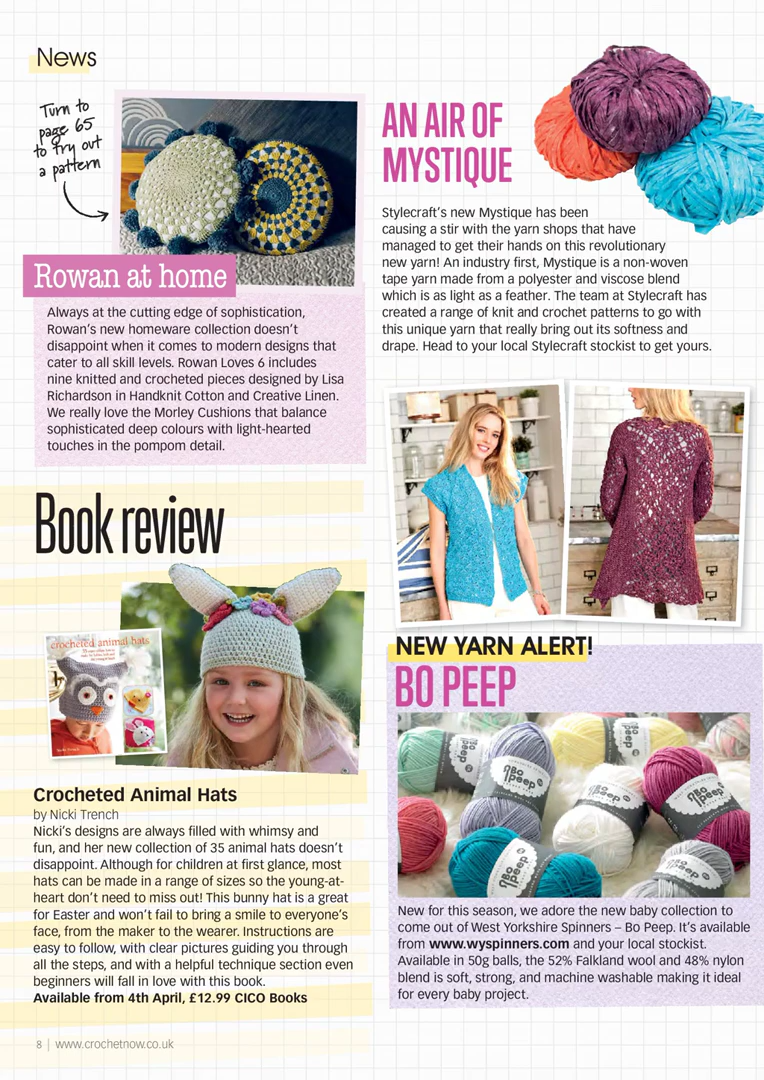 News
Turn to
page 65
to try out
a pattern
Rowan at home
Always at the cutting edge of sophistication,
Rowan's new homeware collection doesn't
disappoint when it comes to modern designs that
cater to all skill levels. Rowan Loves 6 includes
nine knitted and crocheted pieces designed by Lisa
Richardson in Handknit Cotton and Creative Linen.
We really love the Morley Cushions that balance
sophisticated deep colours with light-hearted
touches in the pompom detail.
Book review
crocheted animal hats
Crocheted Animal Hats
by Nicki Trench
Nicki's designs are always filled with whimsy and
fun, and her new collection of 35 animal hats doesn't
disappoint. Although for children at first glance, most
hats can be made in a range of sizes so the young-at-
heart don't need to miss out! This bunny hat is a great
for Easter and won't fail to bring a smile to everyone's
face, from the maker to the wearer. Instructions are
easy to follow, with clear pictures guiding you through
all the steps, and with a helpful technique section even
beginners will fall in love with this book.
Available from 4th April, £12.99 CICO Books
AN AIR OF
MYSTIQUE
Stylecraft's new Mystique has been
causing a stir with the yarn shops that have
managed to get their hands on this revolutionary
new yarn! An industry first, Mystique is a non-woven
tape yarn made from a polyester and viscose blend
which is as light as a feather. The team at Stylecraft has
created a range of knit and crochet patterns to go with
this unique yarn that really bring out its softness and
drape. Head to your local Stylecraft stockist to get yours.
NEW YARN ALERT!
BO PEEP
Bo
peep
Bo
peep
Bo
peep
Bo
peep
Bo
peep
Bo
peep
New for this season, we adore the new baby collection to
come out of West Yorkshire Spinners – Bo Peep. It's available
from www.wyspinners.com and your local stockist.
Available in 50g balls, the 52% Falkland wool and 48% nylon
blend is soft, strong, and machine washable making it ideal
for every baby project.
8 | www.crochetnow.co.uk